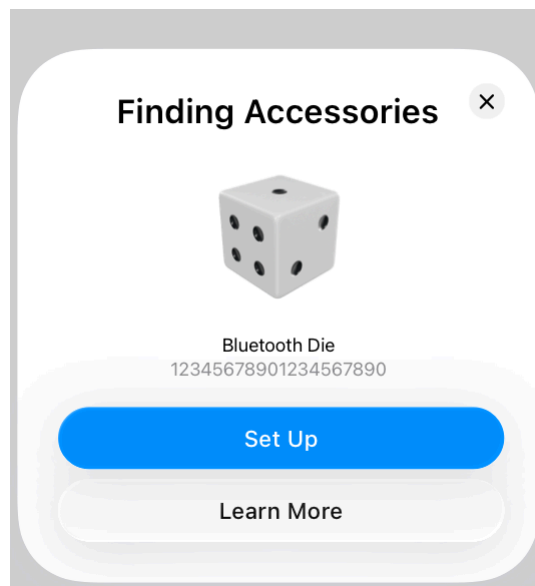 Finding Accessories
Bluetooth Die
12345678901234567890
Set Up
Learn More